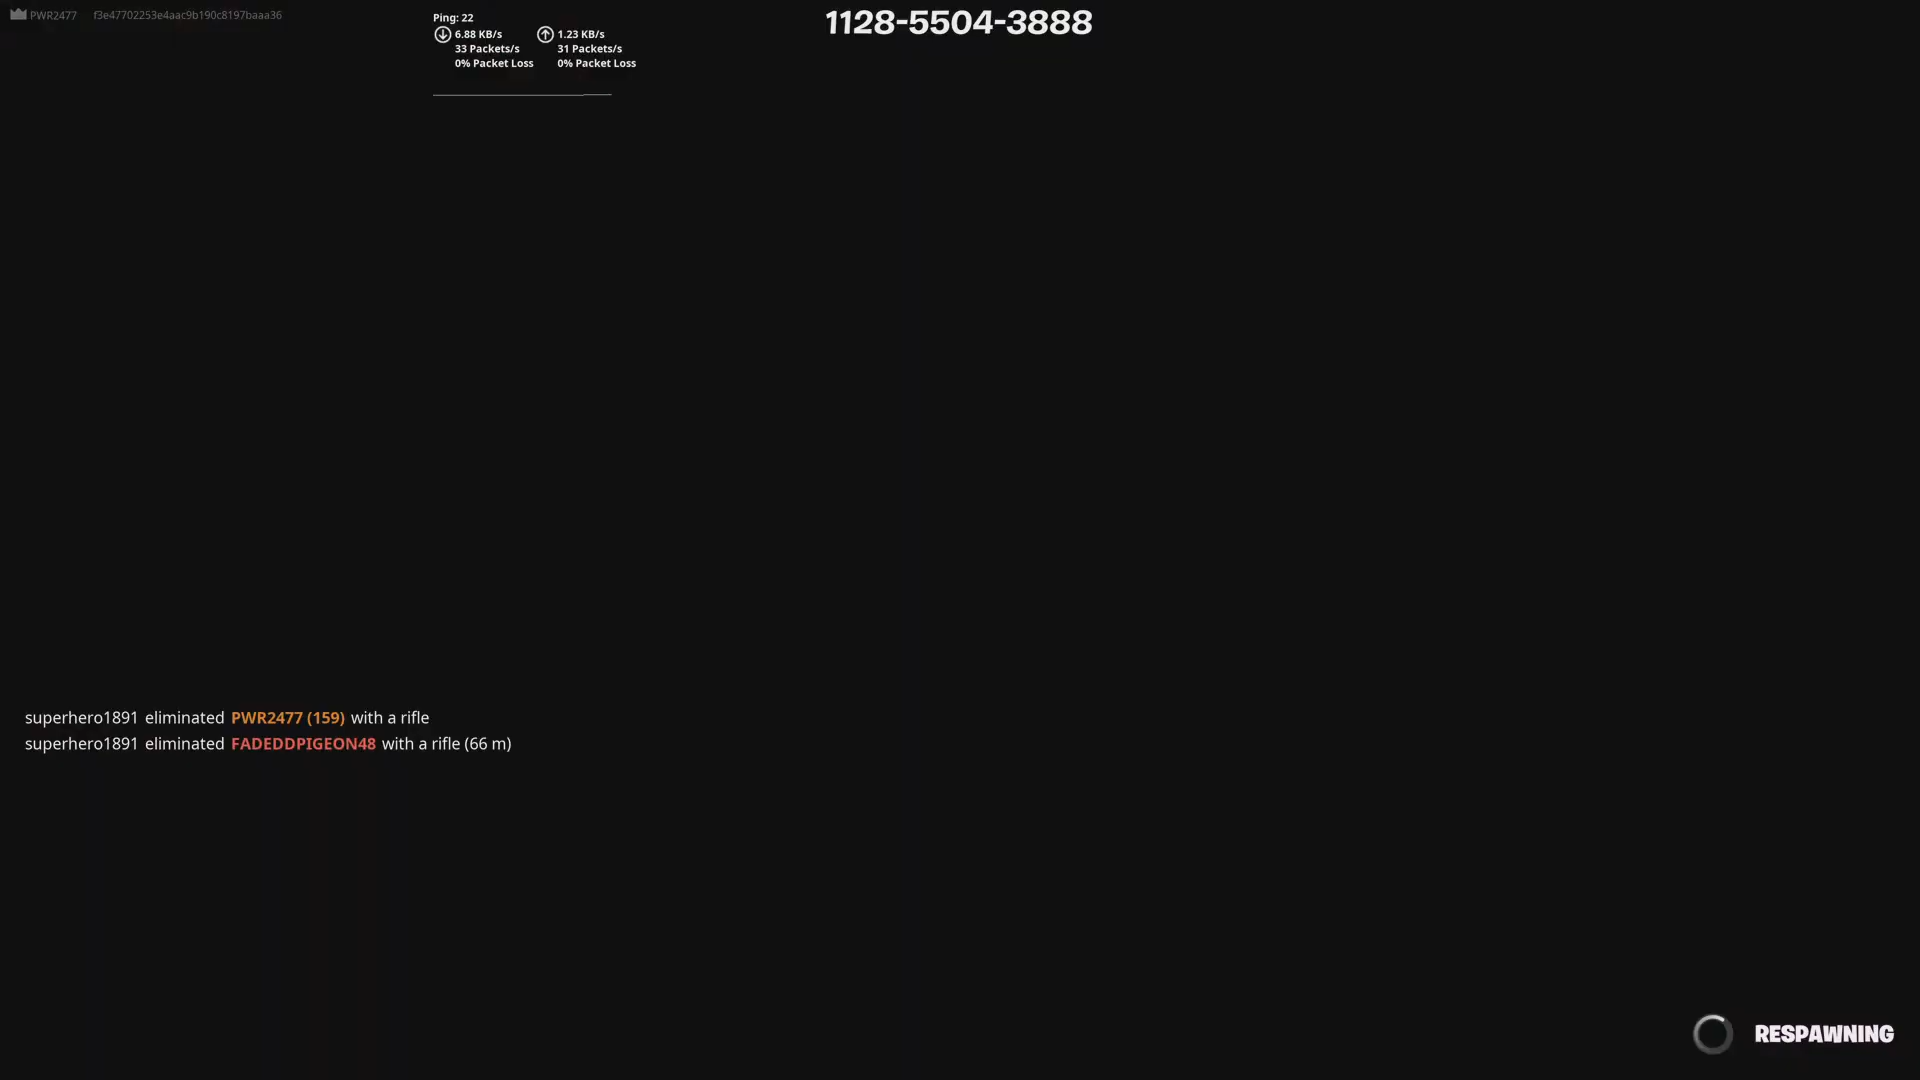 PWR2477 f3e47702253e4aac9b190c8197baaa36
Ping: 22
6.88 KB/s 1.23 KB/s
33 Packets/s 31 Packets/s
0% Packet Loss 0% Packet Loss
1128-5504-3888
superhero1891 eliminated PWR2477 (159) with a rifle
superhero1891 eliminated FADEDDPIGEON48 with a rifle (66 m)
RESPAWNING